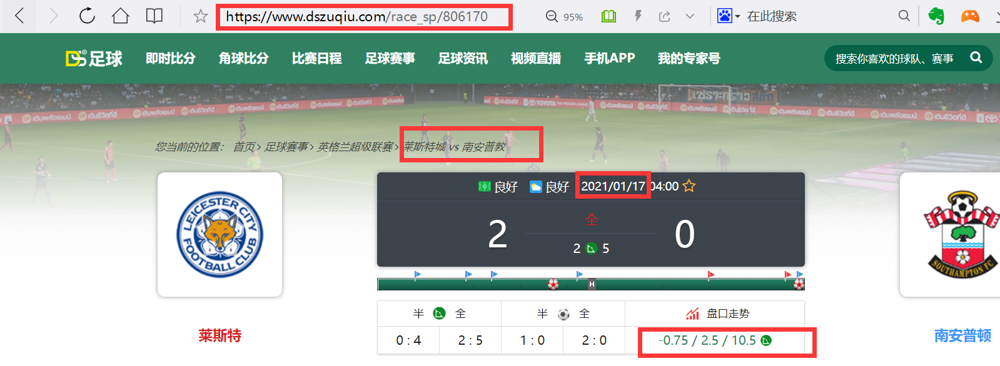 https://www.dszuqiu.com/race_sp/806170
95%
在此搜索
DS足球
即时比分 角球比分 比赛日程 足球赛事 足球资讯 视频直播 手机APP 我的专家号
搜索你喜欢的球队、赛事
您当前的位置： 首页> 足球赛事> 英格兰超级联赛> 莱斯特城 vs 南安普敦
LEICESTER CITY
FOOTBALL CLUB
良好 良好 2021/01/17 04:00
2 全 0
2 5
SOUTHAMPTON FC
H
半 全 半 全 盘口走势
0 : 4 2 : 5 1 : 0 2 : 0 -0.75 / 2.5 / 10.5
莱斯特
南安普顿